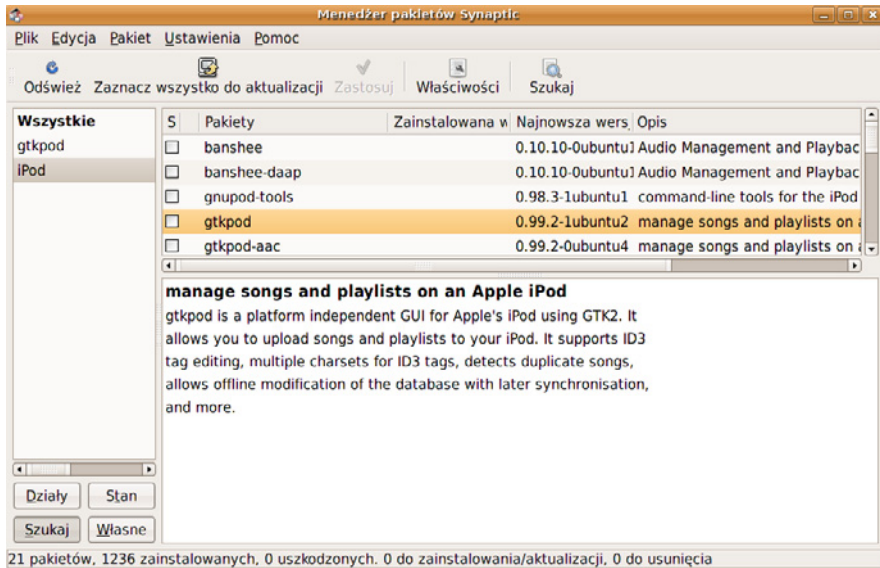 Menedżer pakietów Synaptic
Plik Edycja Pakiet Ustawienia Pomoc
Odśwież Zaznacz wszystko do aktualizacji Zastosuj Właściwości Szukaj
Wszystkie
gtkpod
iPod
S Pakiety Zainstalowana w Najnowsza wers Opis
banshee 0.10.10-0ubuntu1 Audio Management and Playbac
banshee-daap 0.10.10-0ubuntu1 Audio Management and Playbac
gnupod-tools 0.98.3-1ubuntu1 command-line tools for the iPod
gtkpod 0.99.2-1ubuntu2 manage songs and playlists on
gtkpod-aac 0.99.2-0ubuntu4 manage songs and playlists on
manage songs and playlists on an Apple iPod
gtkpod is a platform independent GUI for Apple's iPod using GTK2. It
allows you to upload songs and playlists to your iPod. It supports ID3
tag editing, multiple charsets for ID3 tags, detects duplicate songs,
allows offline modification of the database with later synchronisation,
and more.
Działy Stan
Szukaj Własne
21 pakietów, 1236 zainstalowanych, 0 uszkodzonych. 0 do zainstalowania/aktualizacji, 0 do usunięcia